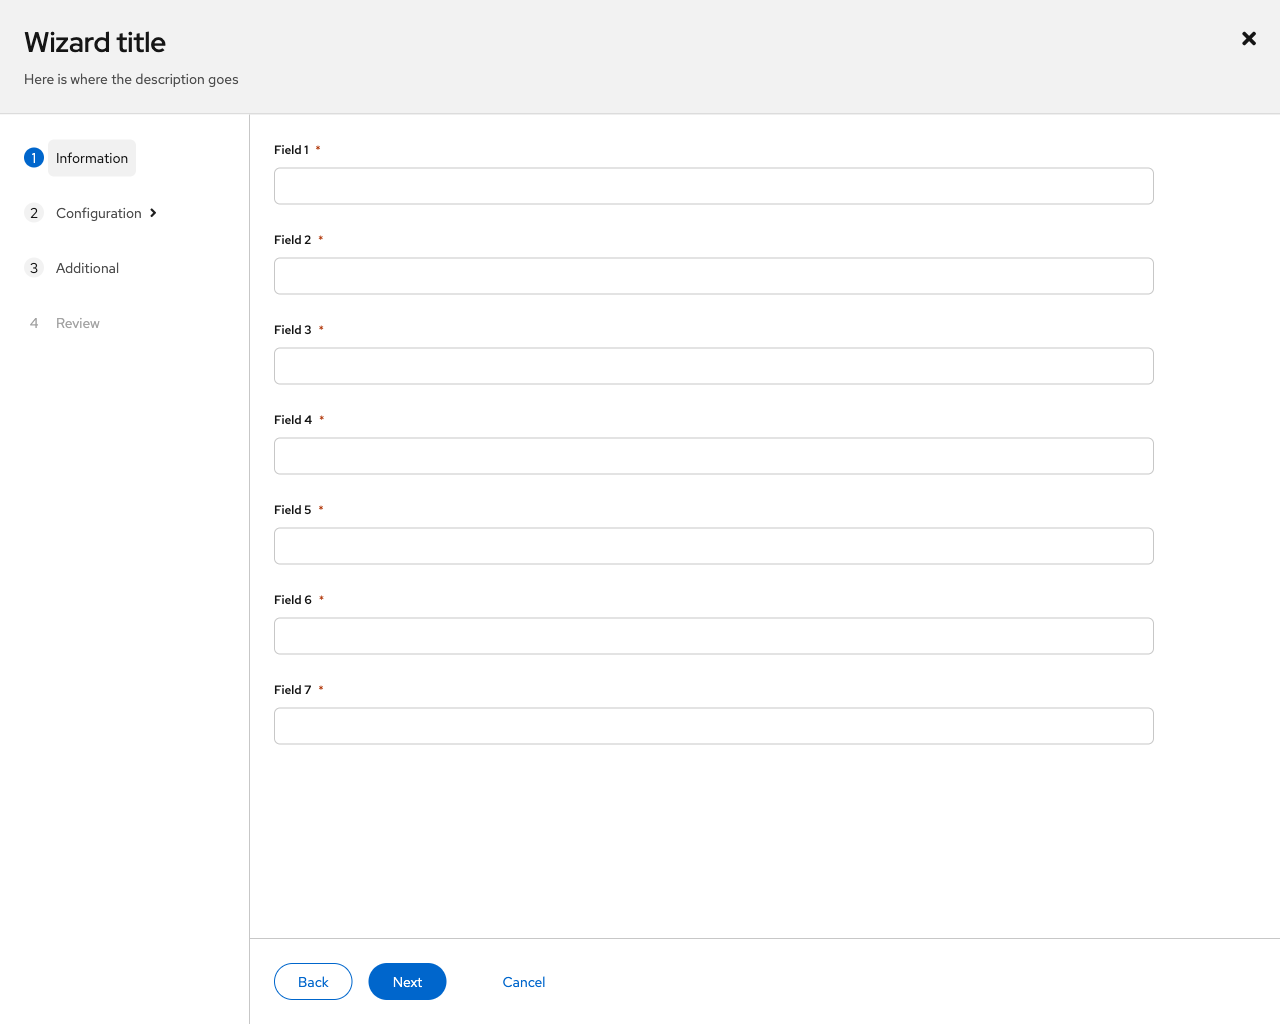 Wizard title
Here is where the description goes
1 Information
2 Configuration
3 Additional
4 Review
Field 1 *
Field 2 *
Field 3 *
Field 4 *
Field 5 *
Field 6 *
Field 7 *
Back Next Cancel